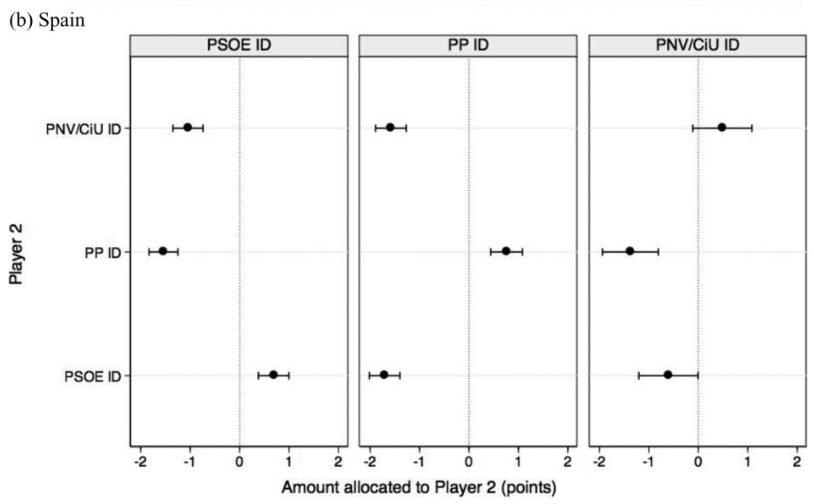 (b) Spain
PSOE ID PP ID PNV/CiU ID
PNV/CiU ID
PP ID
PSOE ID
Player 2
-2 -1 0 1 2 -2 -1 0 1 2 -2 -1 0 1 2
Amount allocated to Player 2 (points)